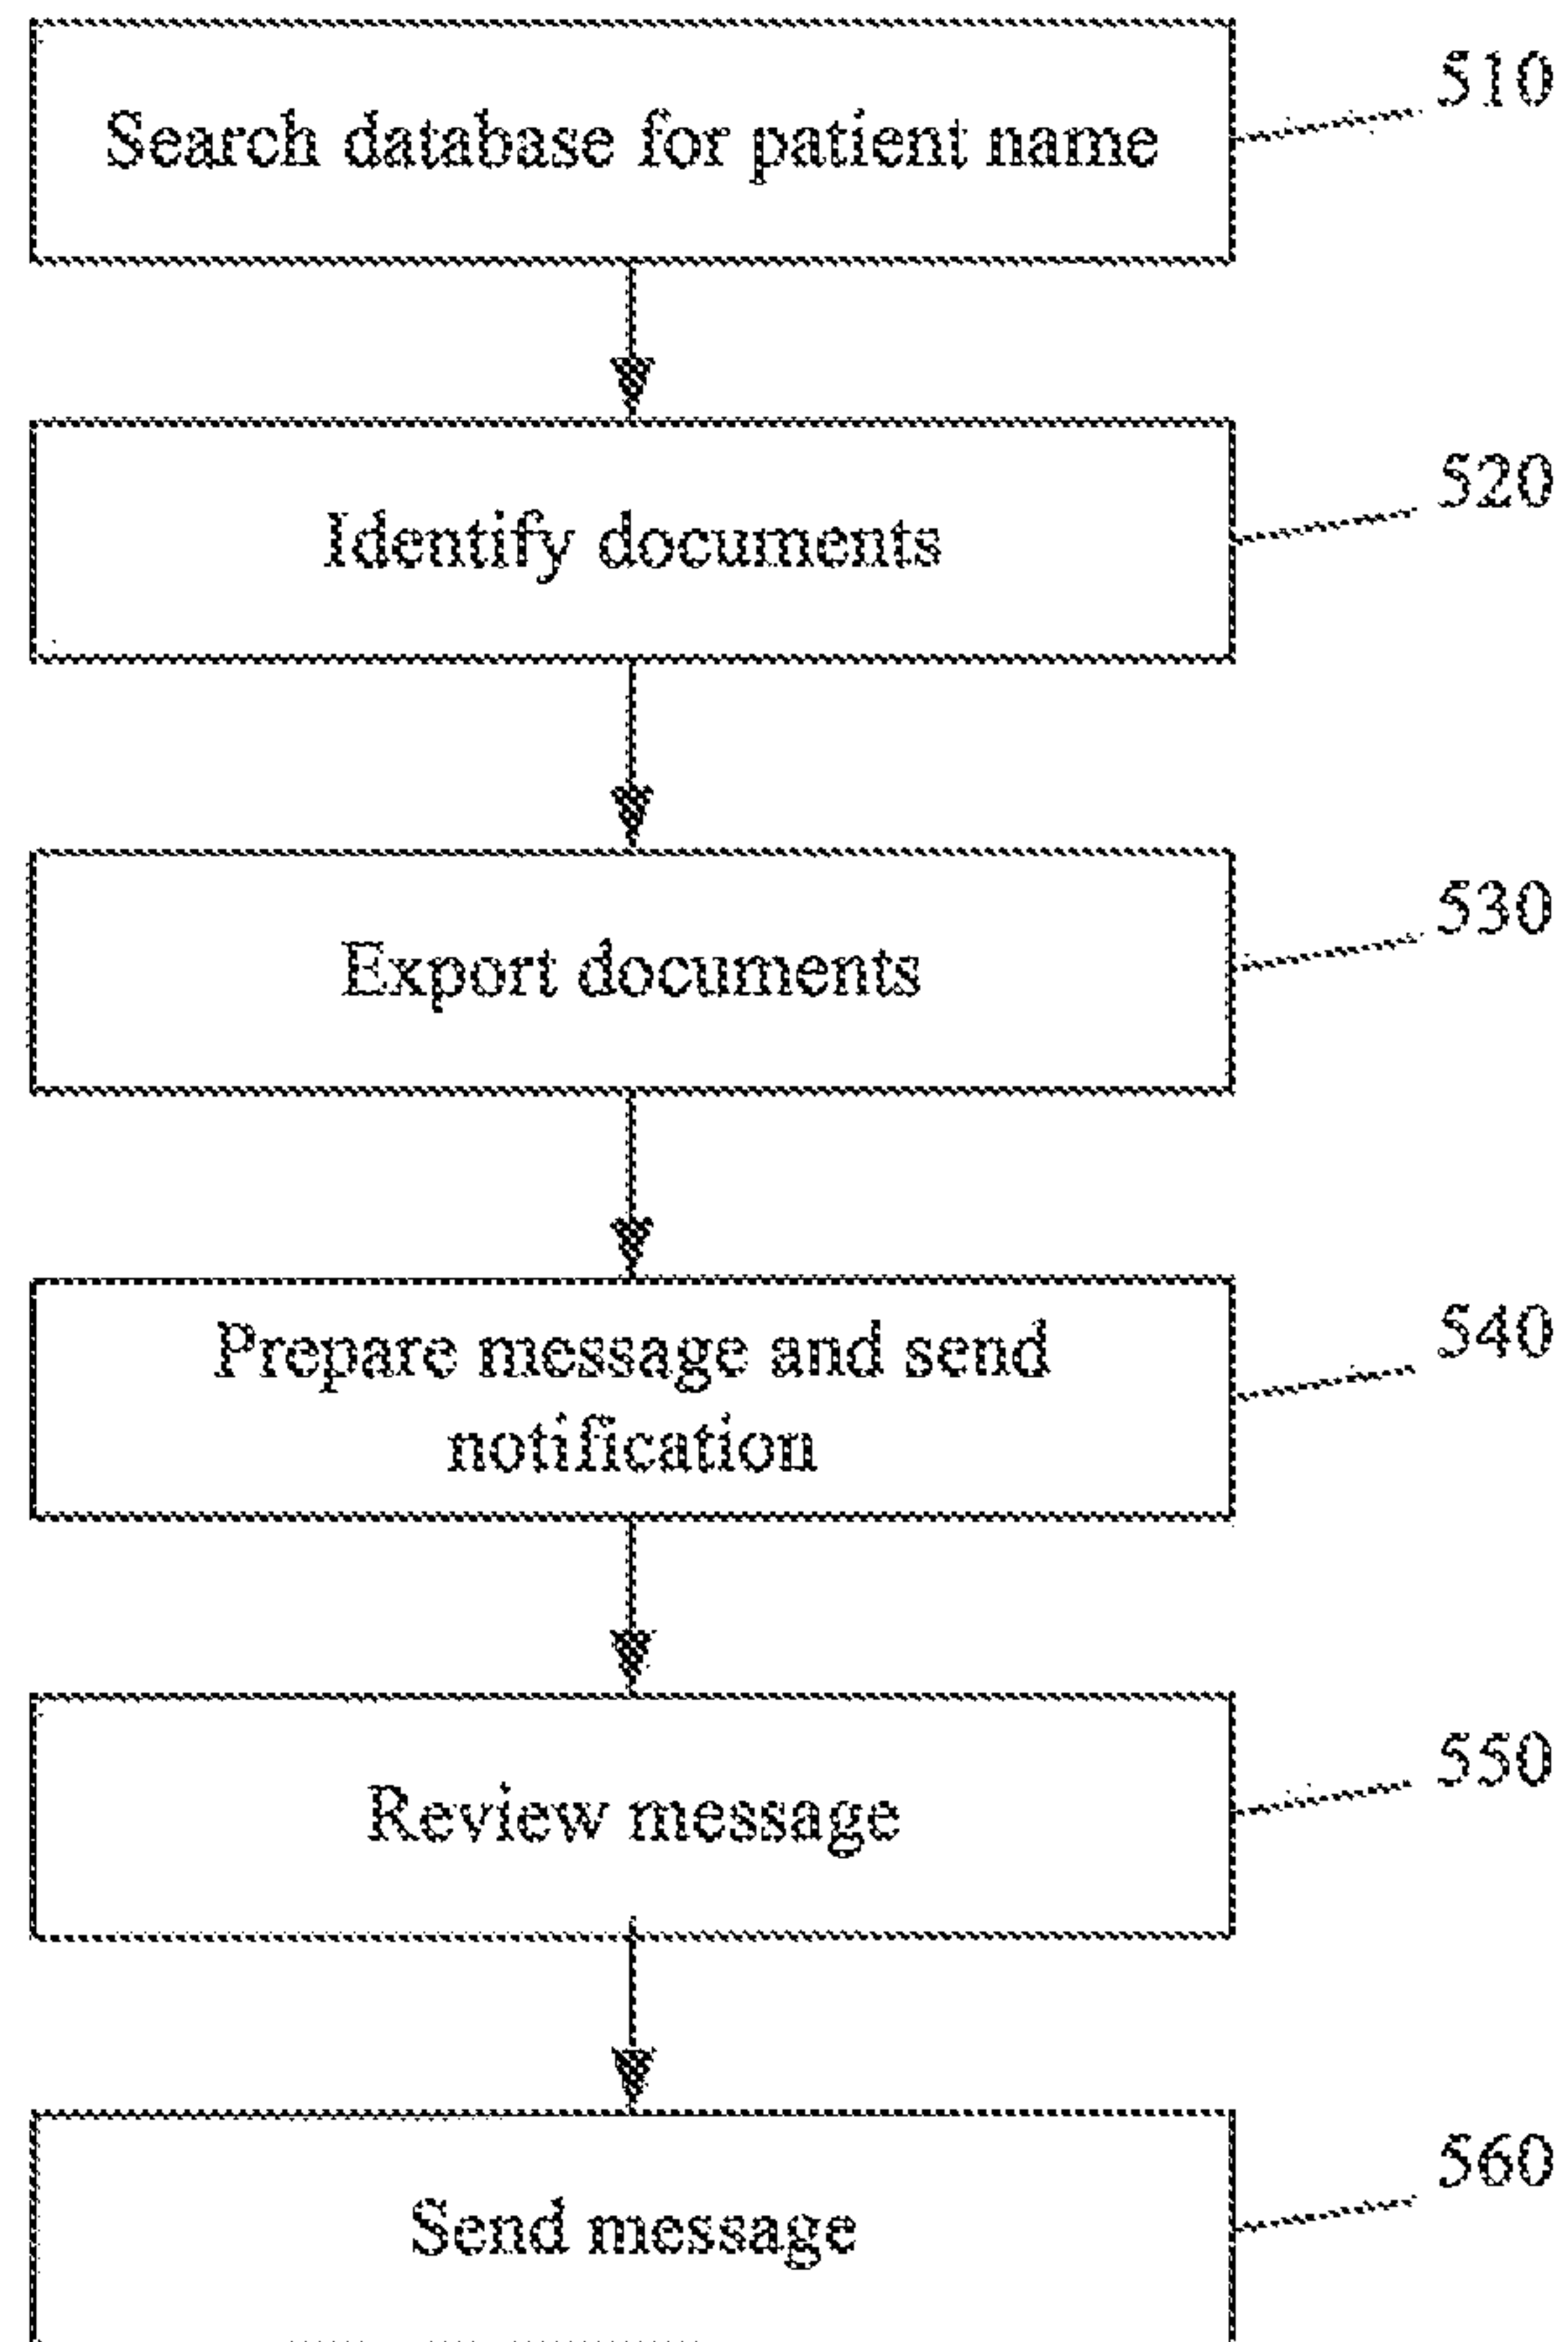 510
Search database for patient name
520
Identify documents
530
Export documents
540
Prepare message and send
notification
550
Review message
560
Send message